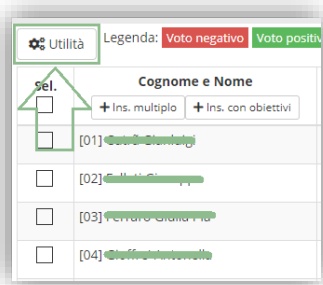 Utilità Legenda: Voto negativo Voto positiv
Sel. Cognome e Nome
+ Ins. multiplo + Ins. con obiettivi
[01]
[02]
[03]
[04]